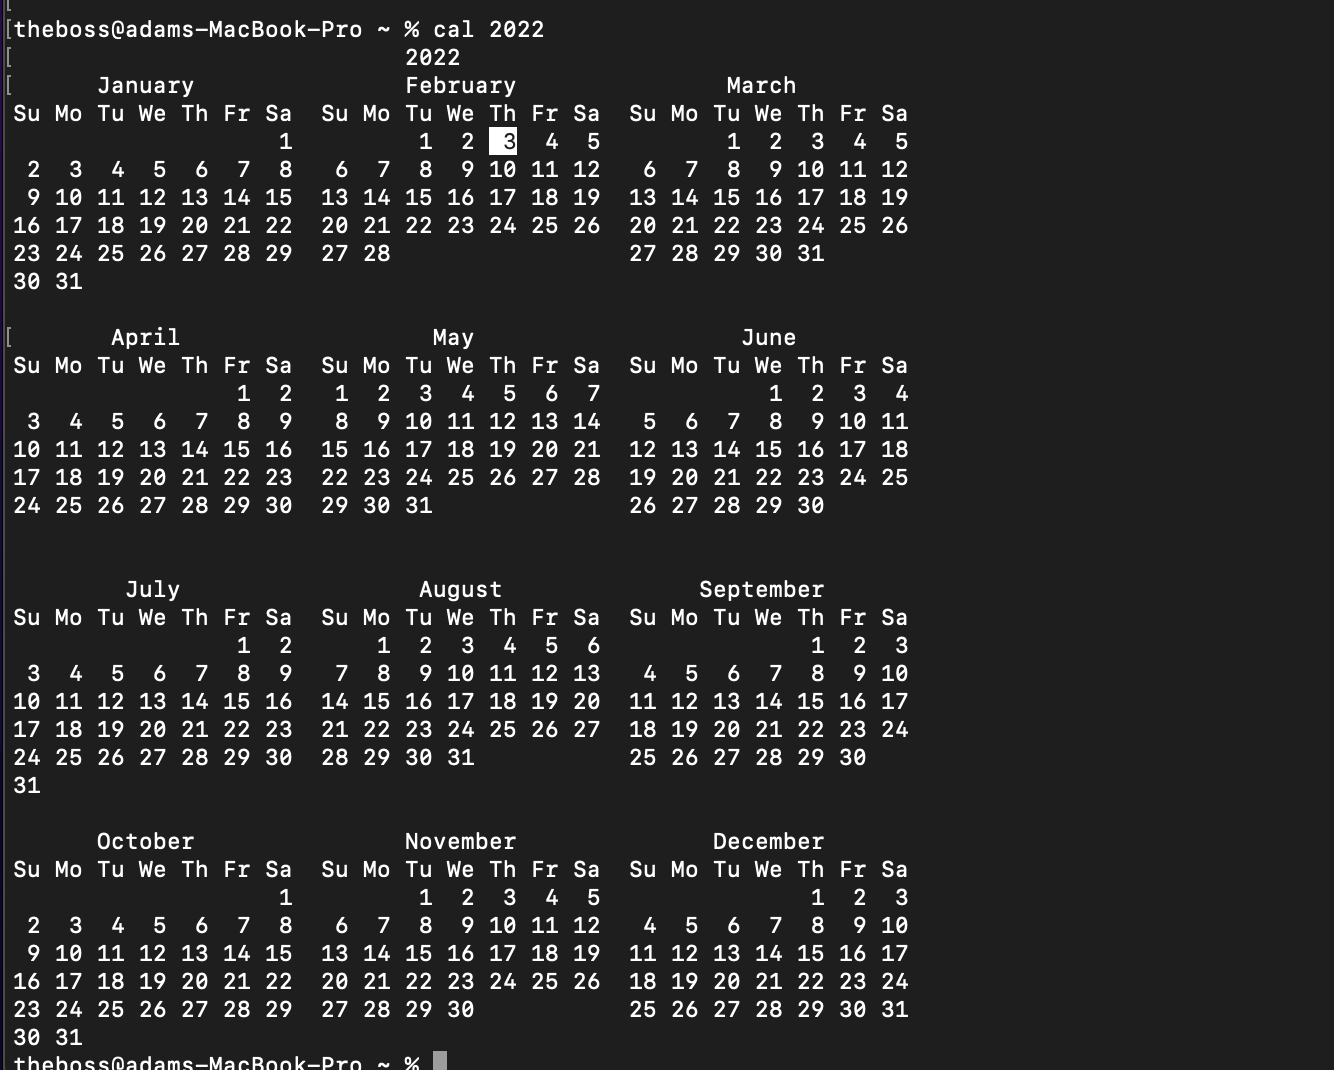 [
[theboss@adams-MacBook-Pro ~ % cal 2022
[                            2022
[      January               February               March
Su Mo Tu We Th Fr Sa  Su Mo Tu We Th Fr Sa  Su Mo Tu We Th Fr Sa
                   1         1  2  3  4  5         1  2  3  4  5
 2  3  4  5  6  7  8   6  7  8  9 10 11 12   6  7  8  9 10 11 12
 9 10 11 12 13 14 15  13 14 15 16 17 18 19  13 14 15 16 17 18 19
16 17 18 19 20 21 22  20 21 22 23 24 25 26  20 21 22 23 24 25 26
23 24 25 26 27 28 29  27 28                 27 28 29 30 31
30 31
[       April                  May                   June
Su Mo Tu We Th Fr Sa  Su Mo Tu We Th Fr Sa  Su Mo Tu We Th Fr Sa
                1  2   1  2  3  4  5  6  7            1  2  3  4
 3  4  5  6  7  8  9   8  9 10 11 12 13 14   5  6  7  8  9 10 11
10 11 12 13 14 15 16  15 16 17 18 19 20 21  12 13 14 15 16 17 18
17 18 19 20 21 22 23  22 23 24 25 26 27 28  19 20 21 22 23 24 25
24 25 26 27 28 29 30  29 30 31              26 27 28 29 30
        July                 August              September
Su Mo Tu We Th Fr Sa  Su Mo Tu We Th Fr Sa  Su Mo Tu We Th Fr Sa
                1  2      1  2  3  4  5  6               1  2  3
 3  4  5  6  7  8  9   7  8  9 10 11 12 13   4  5  6  7  8  9 10
10 11 12 13 14 15 16  14 15 16 17 18 19 20  11 12 13 14 15 16 17
17 18 19 20 21 22 23  21 22 23 24 25 26 27  18 19 20 21 22 23 24
24 25 26 27 28 29 30  28 29 30 31           25 26 27 28 29 30
31
      October               November              December
Su Mo Tu We Th Fr Sa  Su Mo Tu We Th Fr Sa  Su Mo Tu We Th Fr Sa
                   1         1  2  3  4  5               1  2  3
 2  3  4  5  6  7  8   6  7  8  9 10 11 12   4  5  6  7  8  9 10
 9 10 11 12 13 14 15  13 14 15 16 17 18 19  11 12 13 14 15 16 17
16 17 18 19 20 21 22  20 21 22 23 24 25 26  18 19 20 21 22 23 24
23 24 25 26 27 28 29  27 28 29 30           25 26 27 28 29 30 31
30 31
theboss@adams-MacBook-Pro ~ %